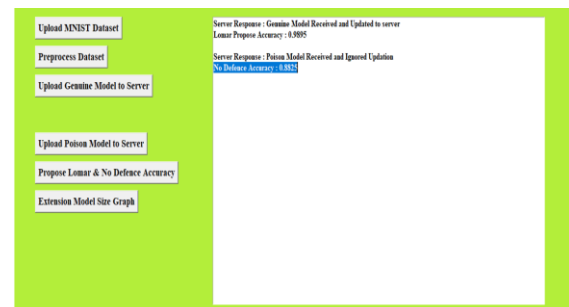 Upload MNIST Dataset
Preprocess Dataset
Upload Genuine Model to Server
Upload Poison Model to Server
Propose Lomar & No Defence Accuracy
Extension Model Size Graph
Server Response : Genuine Model Received and Updated to server
Lomar Propose Accuracy : 0.9895
Server Response : Poison Model Received and Ignored Updation
No Defence Accuracy : 0.8825